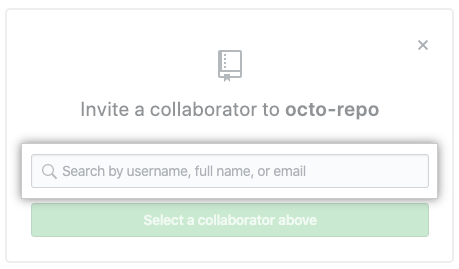 Invite a collaborator to octo-repo
Search by username, full name, or email
Select a collaborator above